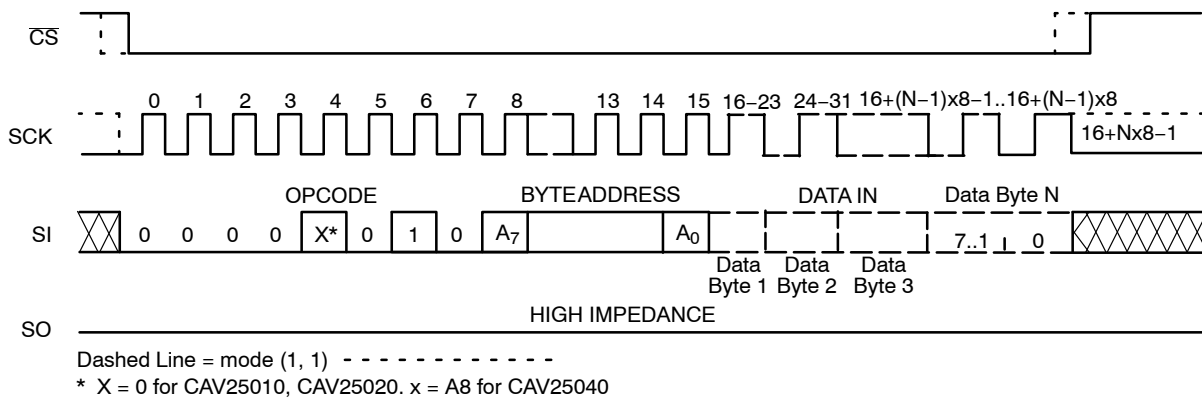 CS
0 1 2 3 4 5 6 7 8 13 14 15 16−23 24−31 16+(N−1)x8−1..16+(N−1)x8
SCK
16+Nx8−1
OPCODE BYTEADDRESS DATA IN Data Byte N
SI
0 0 0 0 X* 0 1 0 A7 A0 7..1 0
Data Byte 1
Data Byte 2
Data Byte 3
HIGH IMPEDANCE
SO
Dashed Line = mode (1, 1) - - - - - - - - - - - -
* X = 0 for CAV25010, CAV25020. x = A8 for CAV25040